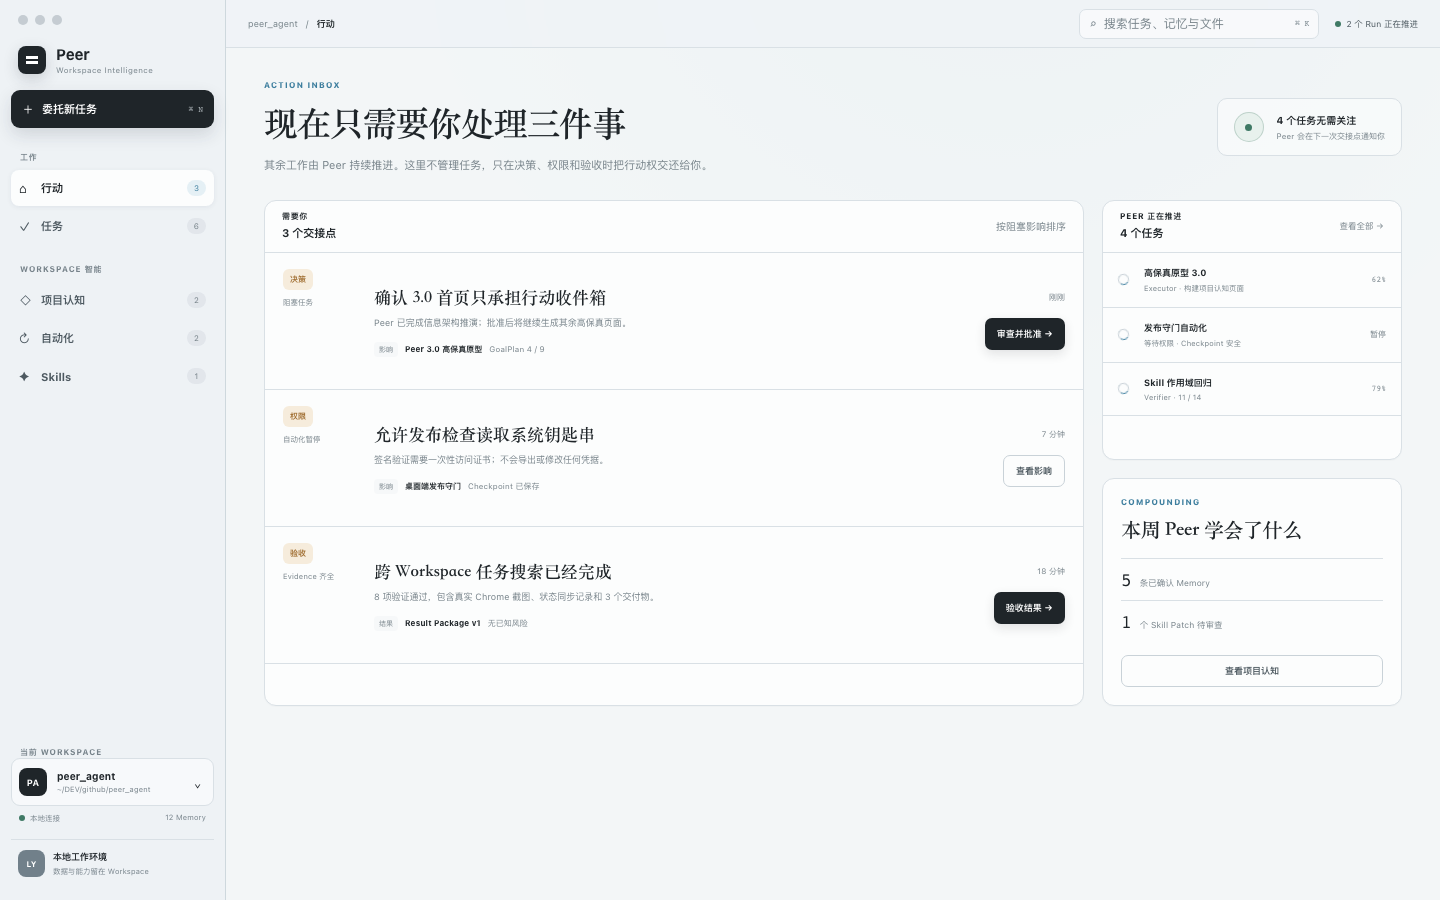 Peer
Workspace Intelligence
+ 委托新任务 ⌘ N
工作
行动 3
任务 6
WORKSPACE 智能
项目认知 2
自动化 2
Skills 1
当前 WORKSPACE
PA
peer_agent
~/DEV/github/peer_agent
本地连接 12 Memory
LY
本地工作环境
数据与能力留在 Workspace
peer_agent / 行动
搜索任务、记忆与文件 ⌘ K
2 个 Run 正在推进
ACTION INBOX
现在只需要你处理三件事
其余工作由 Peer 持续推进。这里不管理任务，只在决策、权限和验收时把行动权交还给你。
4 个任务无需关注
Peer 会在下一次交接点通知你
需要你
3 个交接点
按阻塞影响排序
决策
阻塞任务
确认 3.0 首页只承担行动收件箱
Peer 已完成信息架构推演；批准后将继续生成其余高保真页面。
影响 Peer 3.0 高保真原型 GoalPlan 4 / 9
刚刚
审查并批准 →
权限
自动化暂停
允许发布检查读取系统钥匙串
签名验证需要一次性访问证书；不会导出或修改任何凭据。
影响 桌面端发布守门 Checkpoint 已保存
7 分钟
查看影响
验收
Evidence 齐全
跨 Workspace 任务搜索已经完成
8 项验证通过，包含真实 Chrome 截图、状态同步记录和 3 个交付物。
结果 Result Package v1 无已知风险
18 分钟
验收结果 →
PEER 正在推进
4 个任务
查看全部 →
高保真原型 3.0
Executor · 构建项目认知页面
62%
发布守门自动化
等待权限 · Checkpoint 安全
暂停
Skill 作用域回归
Verifier · 11 / 14
79%
COMPOUNDING
本周 Peer 学会了什么
5 条已确认 Memory
1 个 Skill Patch 待审查
查看项目认知